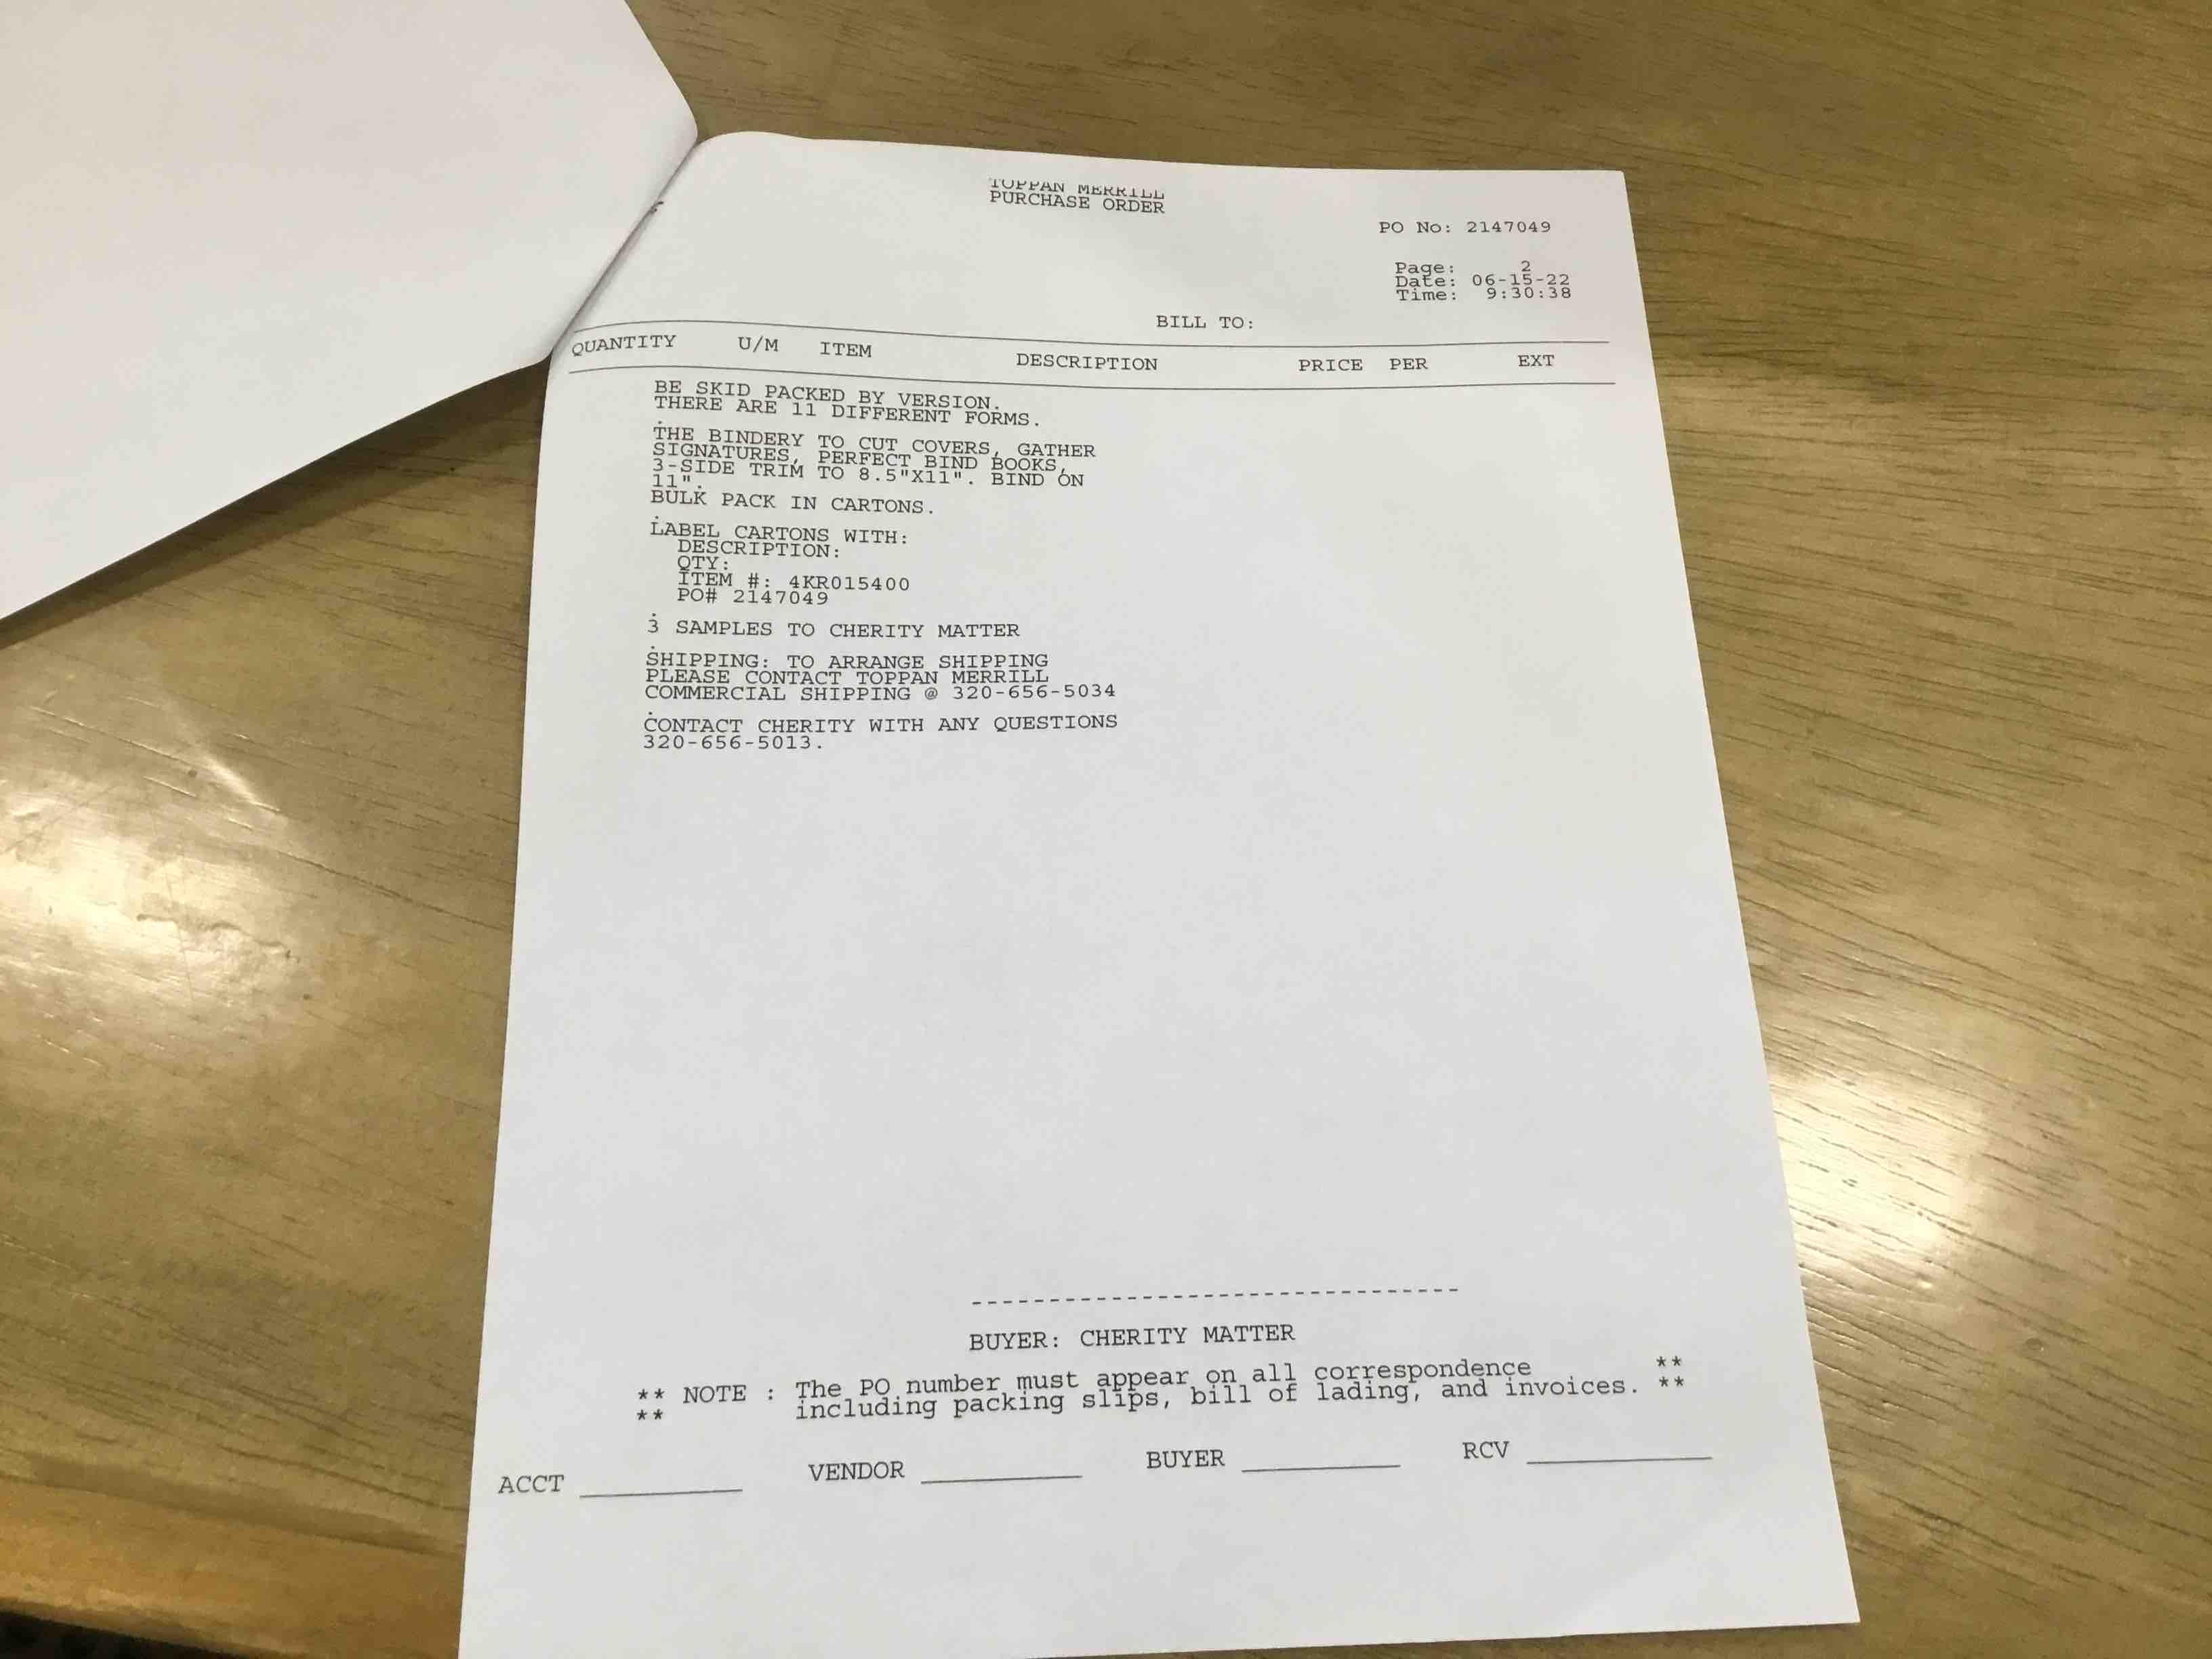 TOPPAN MERRILL
PURCHASE ORDER
PO No: 2147049
Page: 2
Date: 06-15-22
Time: 9:30:38
BILL TO:
QUANTITY U/M ITEM DESCRIPTION PRICE PER EXT
BE SKID PACKED BY VERSION.
THERE ARE 11 DIFFERENT FORMS.
.
THE BINDERY TO CUT COVERS, GATHER
SIGNATURES, PERFECT BIND BOOKS,
3-SIDE TRIM TO 8.5"X11". BIND ON
11".
BULK PACK IN CARTONS.
.
LABEL CARTONS WITH:
DESCRIPTION:
QTY:
ITEM #: 4KR015400
PO# 2147049
.
3 SAMPLES TO CHERITY MATTER
.
SHIPPING: TO ARRANGE SHIPPING
PLEASE CONTACT TOPPAN MERRILL
COMMERCIAL SHIPPING @ 320-656-5034
.
CONTACT CHERITY WITH ANY QUESTIONS
320-656-5013.
--------------------------------
BUYER: CHERITY MATTER
** NOTE : The PO number must appear on all correspondence **
** including packing slips, bill of lading, and invoices. **
ACCT __________ VENDOR __________ BUYER __________ RCV __________